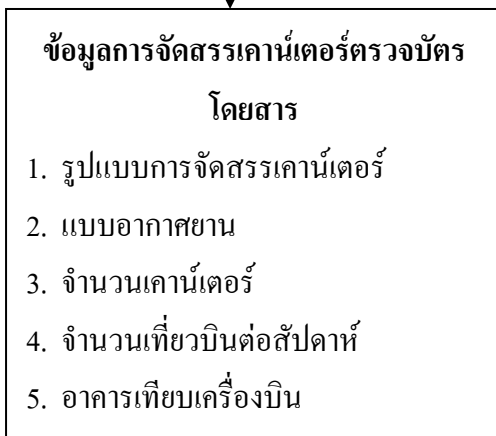 ข้อมูลการจัดสรรเคาน์เตอร์ตรวจบัตร
โดยสาร
1. รูปแบบการจัดสรรเคาน์เตอร์
2. แบบอากาศยาน
3. จำนวนเคาน์เตอร์
4. จำนวนเที่ยวบินต่อสัปดาห์
5. อาคารเทียบเครื่องบิน